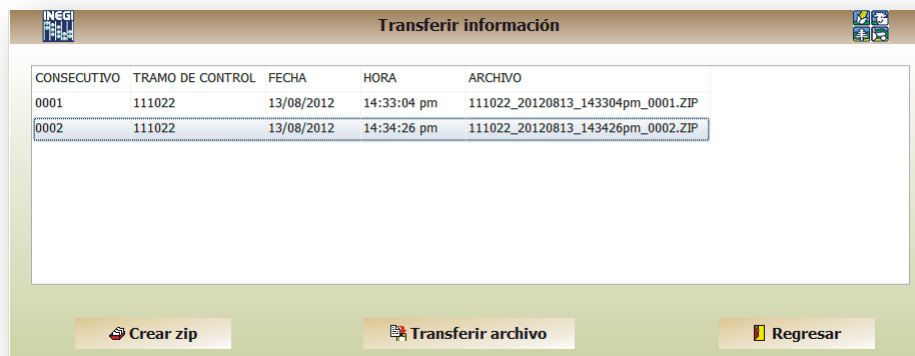 INEGI
Transferir información
CONSECUTIVO TRAMO DE CONTROL FECHA HORA ARCHIVO
0001 111022 13/08/2012 14:33:04 pm 111022_20120813_143304pm_0001.ZIP
0002 111022 13/08/2012 14:34:26 pm 111022_20120813_143426pm_0002.ZIP
Crear zip Transferir archivo Regresar